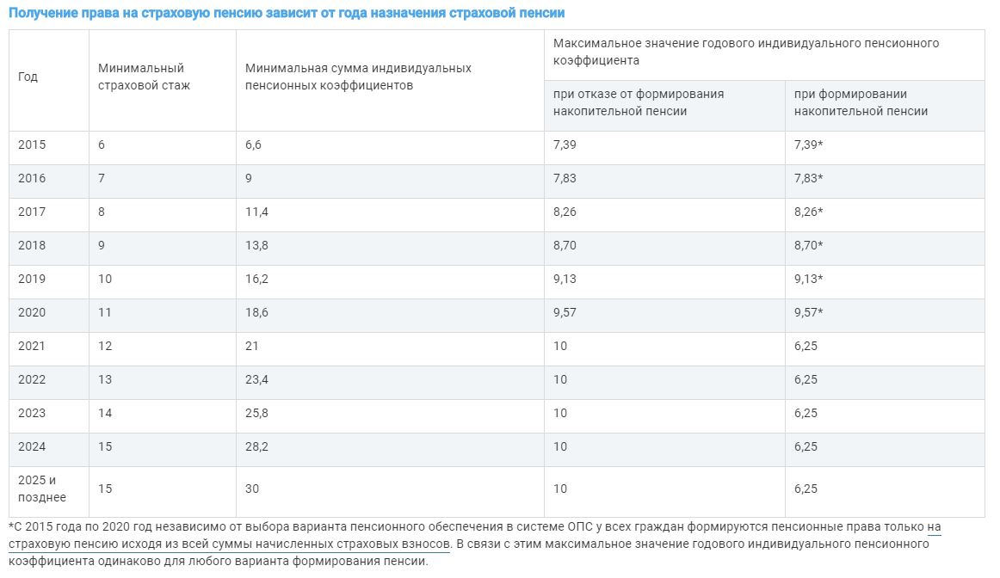 Получение права на страховую пенсию зависит от года назначения страховой пенсии
Год
Минимальный
страховой стаж
Минимальная сумма индивидуальных
пенсионных коэффициентов
Максимальное значение годового индивидуального пенсионного
коэффициента
при отказе от формирования
накопительной пенсии
при формировании
накопительной пенсии
2015 6 6,6 7,39 7,39*
2016 7 9 7,83 7,83*
2017 8 11,4 8,26 8,26*
2018 9 13,8 8,70 8,70*
2019 10 16,2 9,13 9,13*
2020 11 18,6 9,57 9,57*
2021 12 21 10 6,25
2022 13 23,4 10 6,25
2023 14 25,8 10 6,25
2024 15 28,2 10 6,25
2025 и
позднее
15 30 10 6,25
*С 2015 года по 2020 год независимо от выбора варианта пенсионного обеспечения в системе ОПС у всех граждан формируются пенсионные права только на
страховую пенсию исходя из всей суммы начисленных страховых взносов. В связи с этим максимальное значение годового индивидуального пенсионного
коэффициента одинаково для любого варианта формирования пенсии.